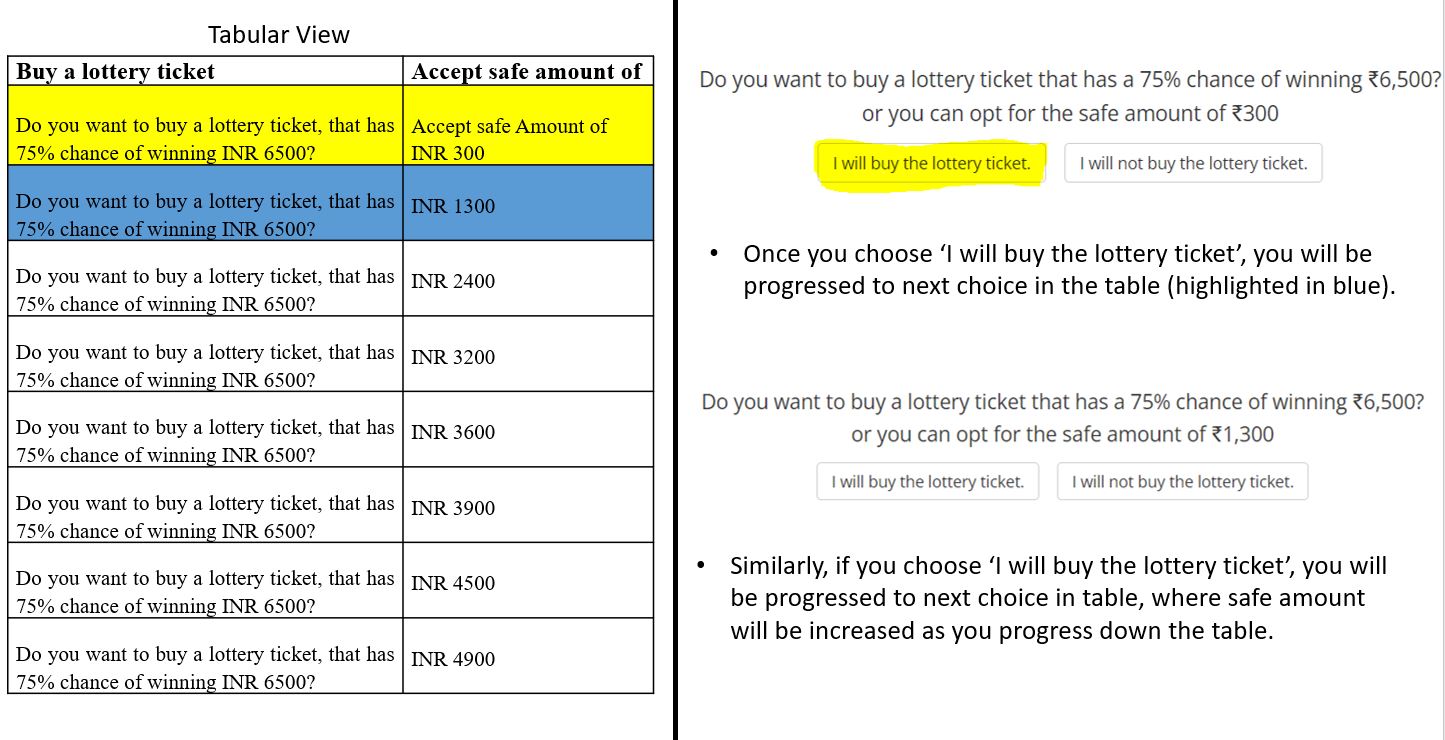 Tabular View
Buy a lottery ticket
Accept safe amount of
Do you want to buy a lottery ticket, that has
75% chance of winning INR 6500?
Accept safe Amount of
INR 300
Do you want to buy a lottery ticket, that has
75% chance of winning INR 6500?
INR 1300
Do you want to buy a lottery ticket, that has
75% chance of winning INR 6500?
INR 2400
Do you want to buy a lottery ticket, that has
75% chance of winning INR 6500?
INR 3200
Do you want to buy a lottery ticket, that has
75% chance of winning INR 6500?
INR 3600
Do you want to buy a lottery ticket, that has
75% chance of winning INR 6500?
INR 3900
Do you want to buy a lottery ticket, that has
75% chance of winning INR 6500?
INR 4500
Do you want to buy a lottery ticket, that has
75% chance of winning INR 6500?
INR 4900
Do you want to buy a lottery ticket that has a 75% chance of winning ₹6,500?
or you can opt for the safe amount of ₹300
I will buy the lottery ticket.
I will not buy the lottery ticket.
• Once you choose ‘I will buy the lottery ticket’, you will be
progressed to next choice in the table (highlighted in blue).
Do you want to buy a lottery ticket that has a 75% chance of winning ₹6,500?
or you can opt for the safe amount of ₹1,300
I will buy the lottery ticket.
I will not buy the lottery ticket.
• Similarly, if you choose ‘I will buy the lottery ticket’, you will
be progressed to next choice in table, where safe amount
will be increased as you progress down the table.